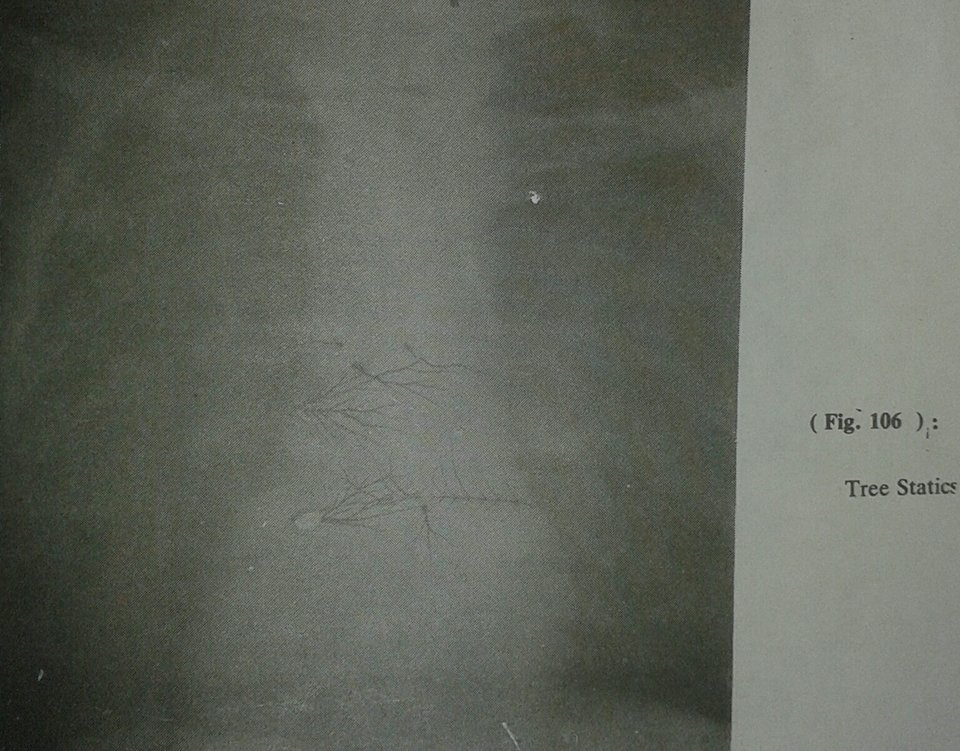 ( Fig. 106 ) :
Tree Statics